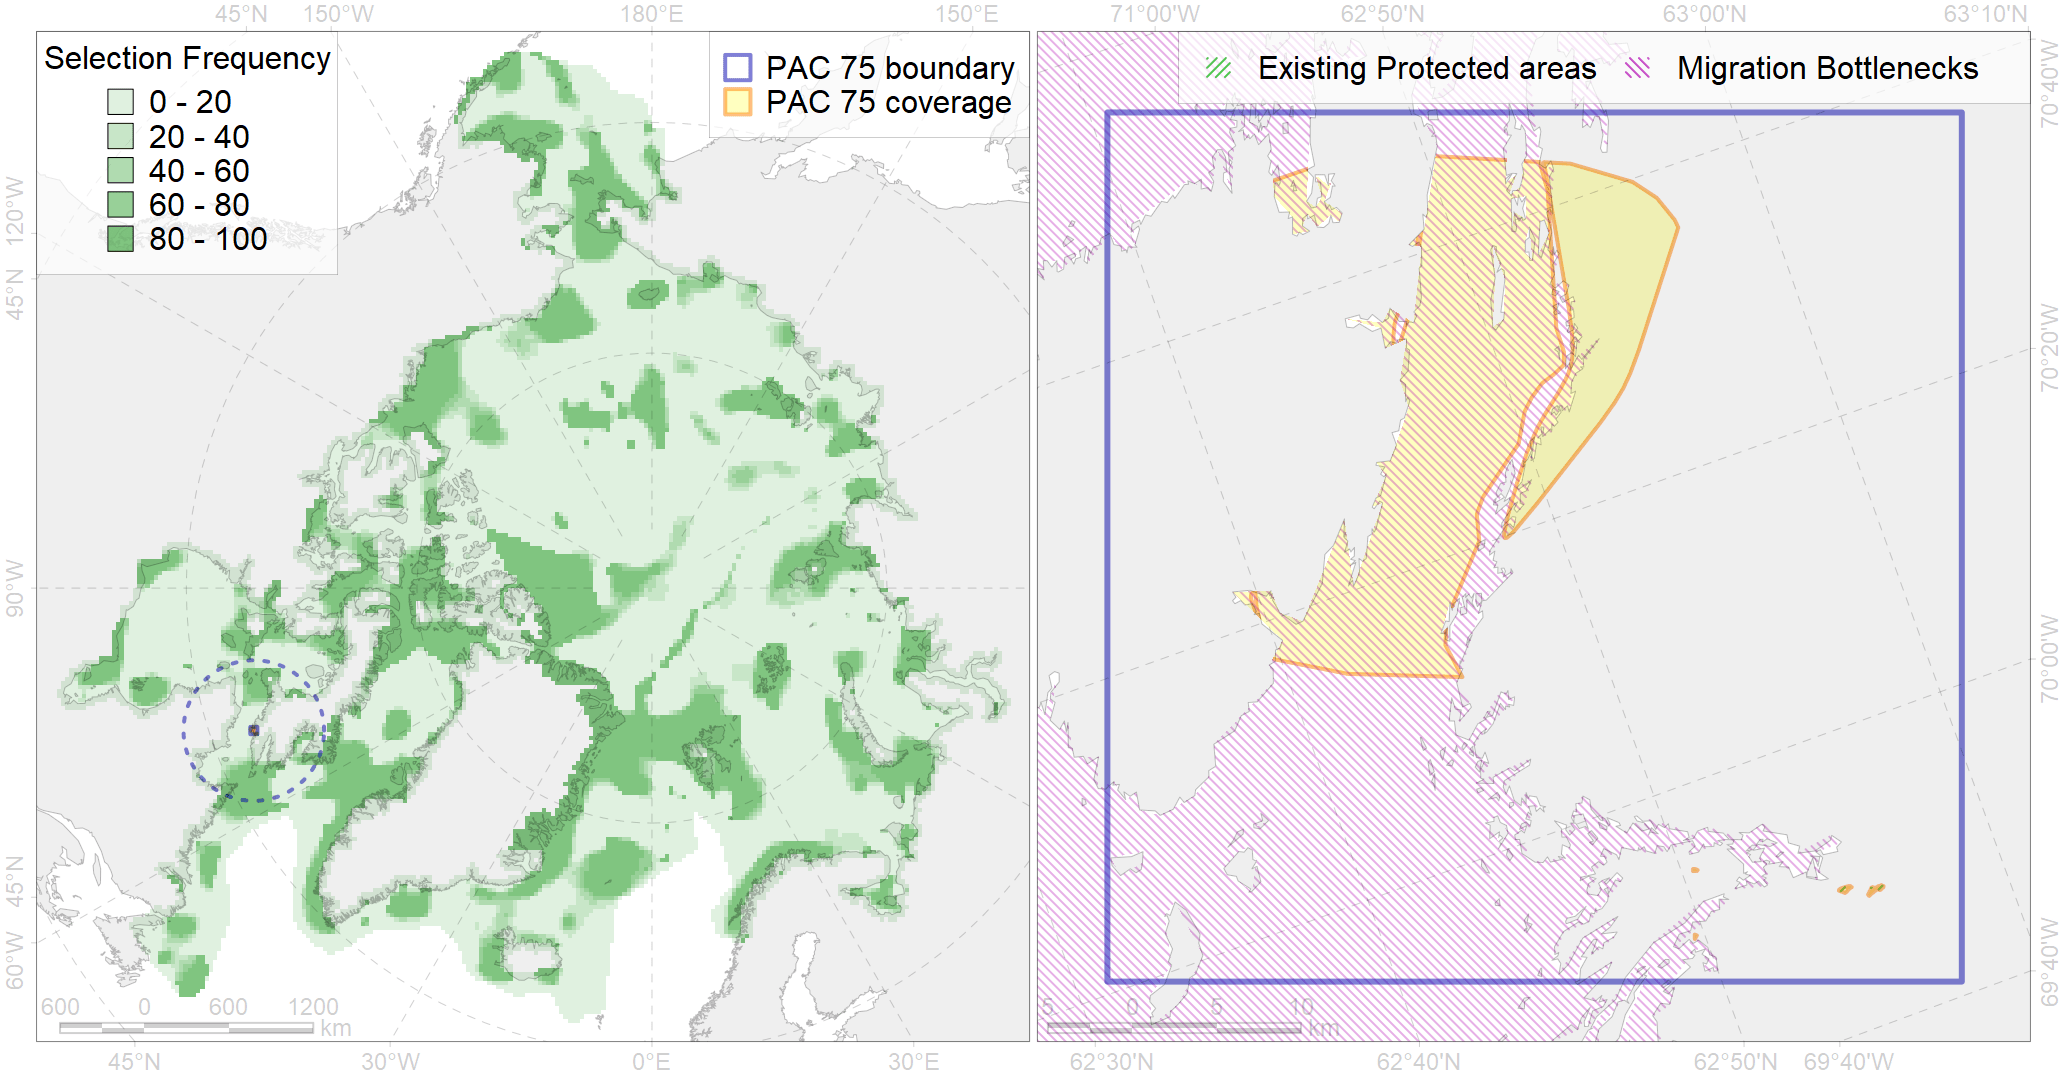 45°N 150°W 180°E 150°E 71°00'W 62°50'N 63°00'N 63°10'N
Selection Frequency
0 - 20
20 - 40
40 - 60
60 - 80
80 - 100
PAC 75 boundary
PAC 75 coverage
Existing Protected areas
Migration Bottlenecks
120°W
45°N
90°W
45°N
60°W
70°40'W
70°20'W
70°00'W
69°40'W
600 0 600 1200
km
5 0 5 10
km
45°N 30°W 0°E 30°E 62°30'N 62°40'N 62°50'N 69°40'W